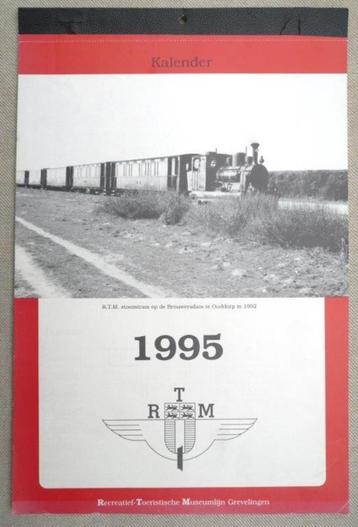 Kalender
R.T.M. stoomtram op de Brouwersdam te Ouddorp in 1992
1995
T
R M
Recreatief-Toeristische Museumlijn Grevelingen